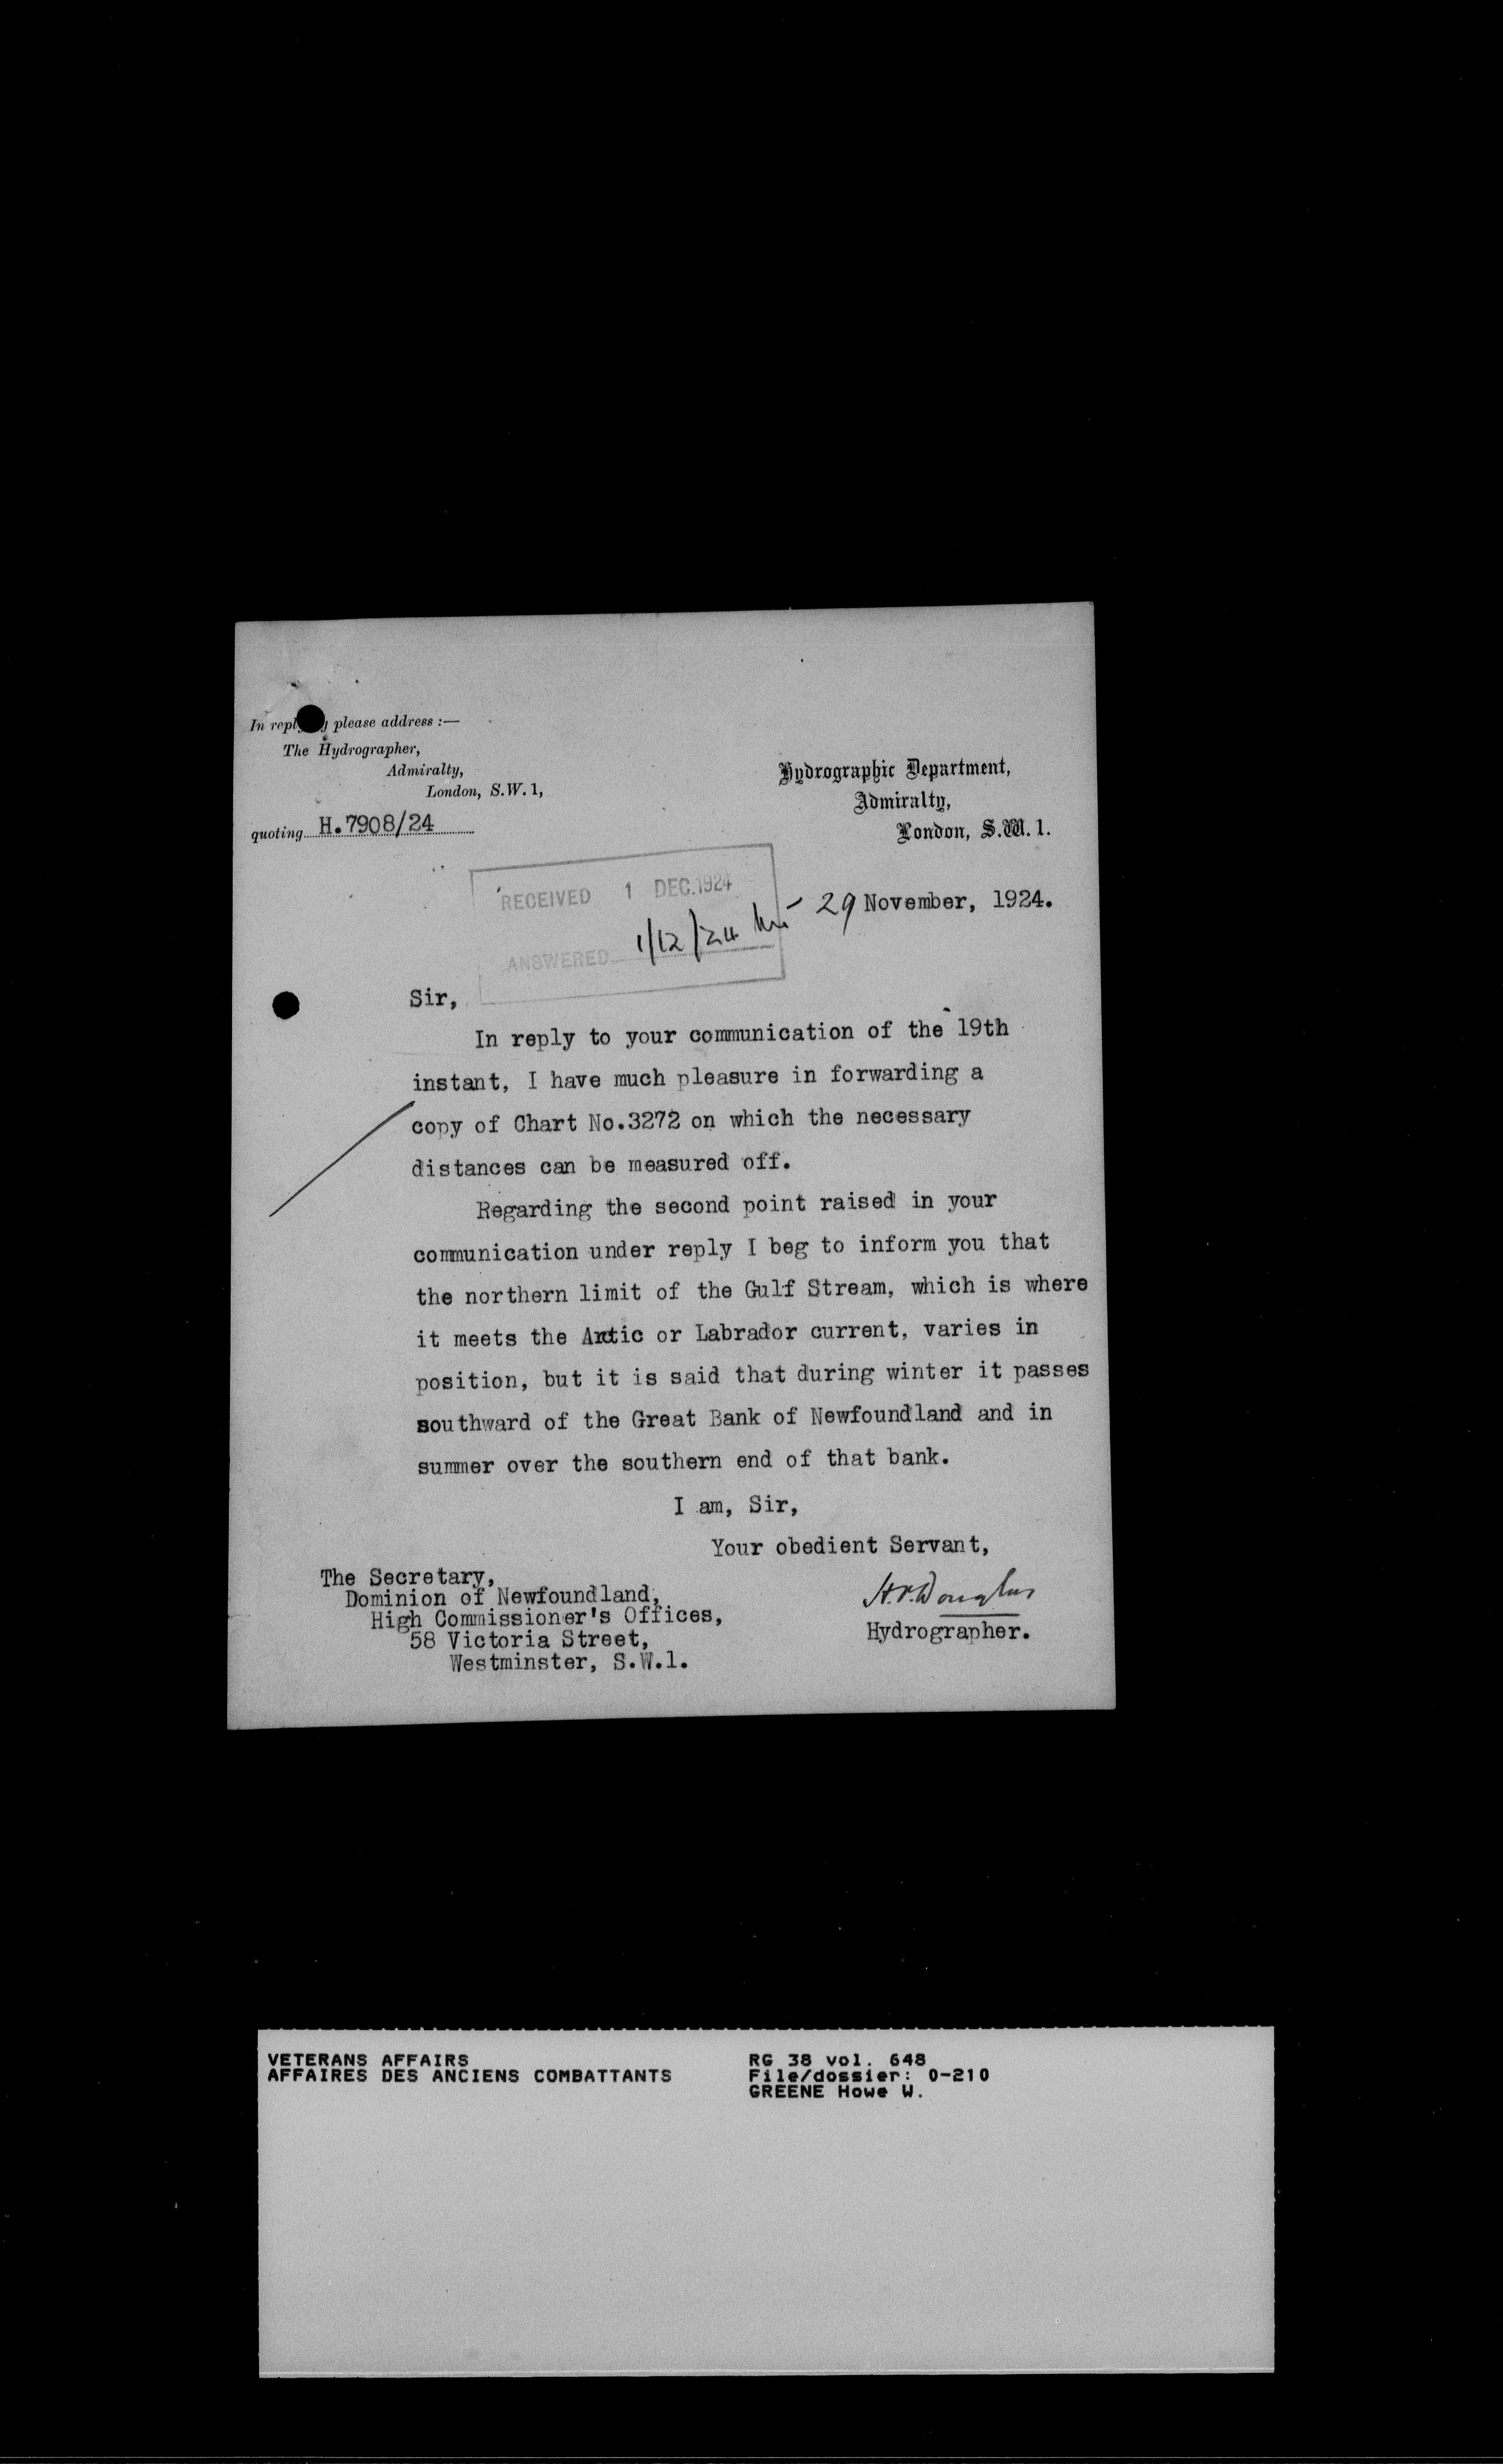 In reply please address :—
The Hydrographer,
Admiralty,
London, S.W. 1,
quoting H.7908/24
Hydrographic Department,
Admiralty,
London, S.W. 1.
RECEIVED 1 DEC. 1924
ANSWERED 1/12/24
29 November, 1924.
Sir,
In reply to your communication of the 19th
instant, I have much pleasure in forwarding a
copy of Chart No.3272 on which the necessary
distances can be measured off.
Regarding the second point raised in your
communication under reply I beg to inform you that
the northern limit of the Gulf Stream, which is where
it meets the Arctic or Labrador current, varies in
position, but it is said that during winter it passes
southward of the Great Bank of Newfoundland and in
summer over the southern end of that bank.
I am, Sir,
Your obedient Servant,
H.P. Douglas
Hydrographer.
The Secretary,
Dominion of Newfoundland,
High Commissioner's Offices,
58 Victoria Street,
Westminster, S.W.1.
VETERANS AFFAIRS
AFFAIRES DES ANCIENS COMBATTANTS
RG 38 vol. 648
File/dossier: 0-210
GREENE Howe W.